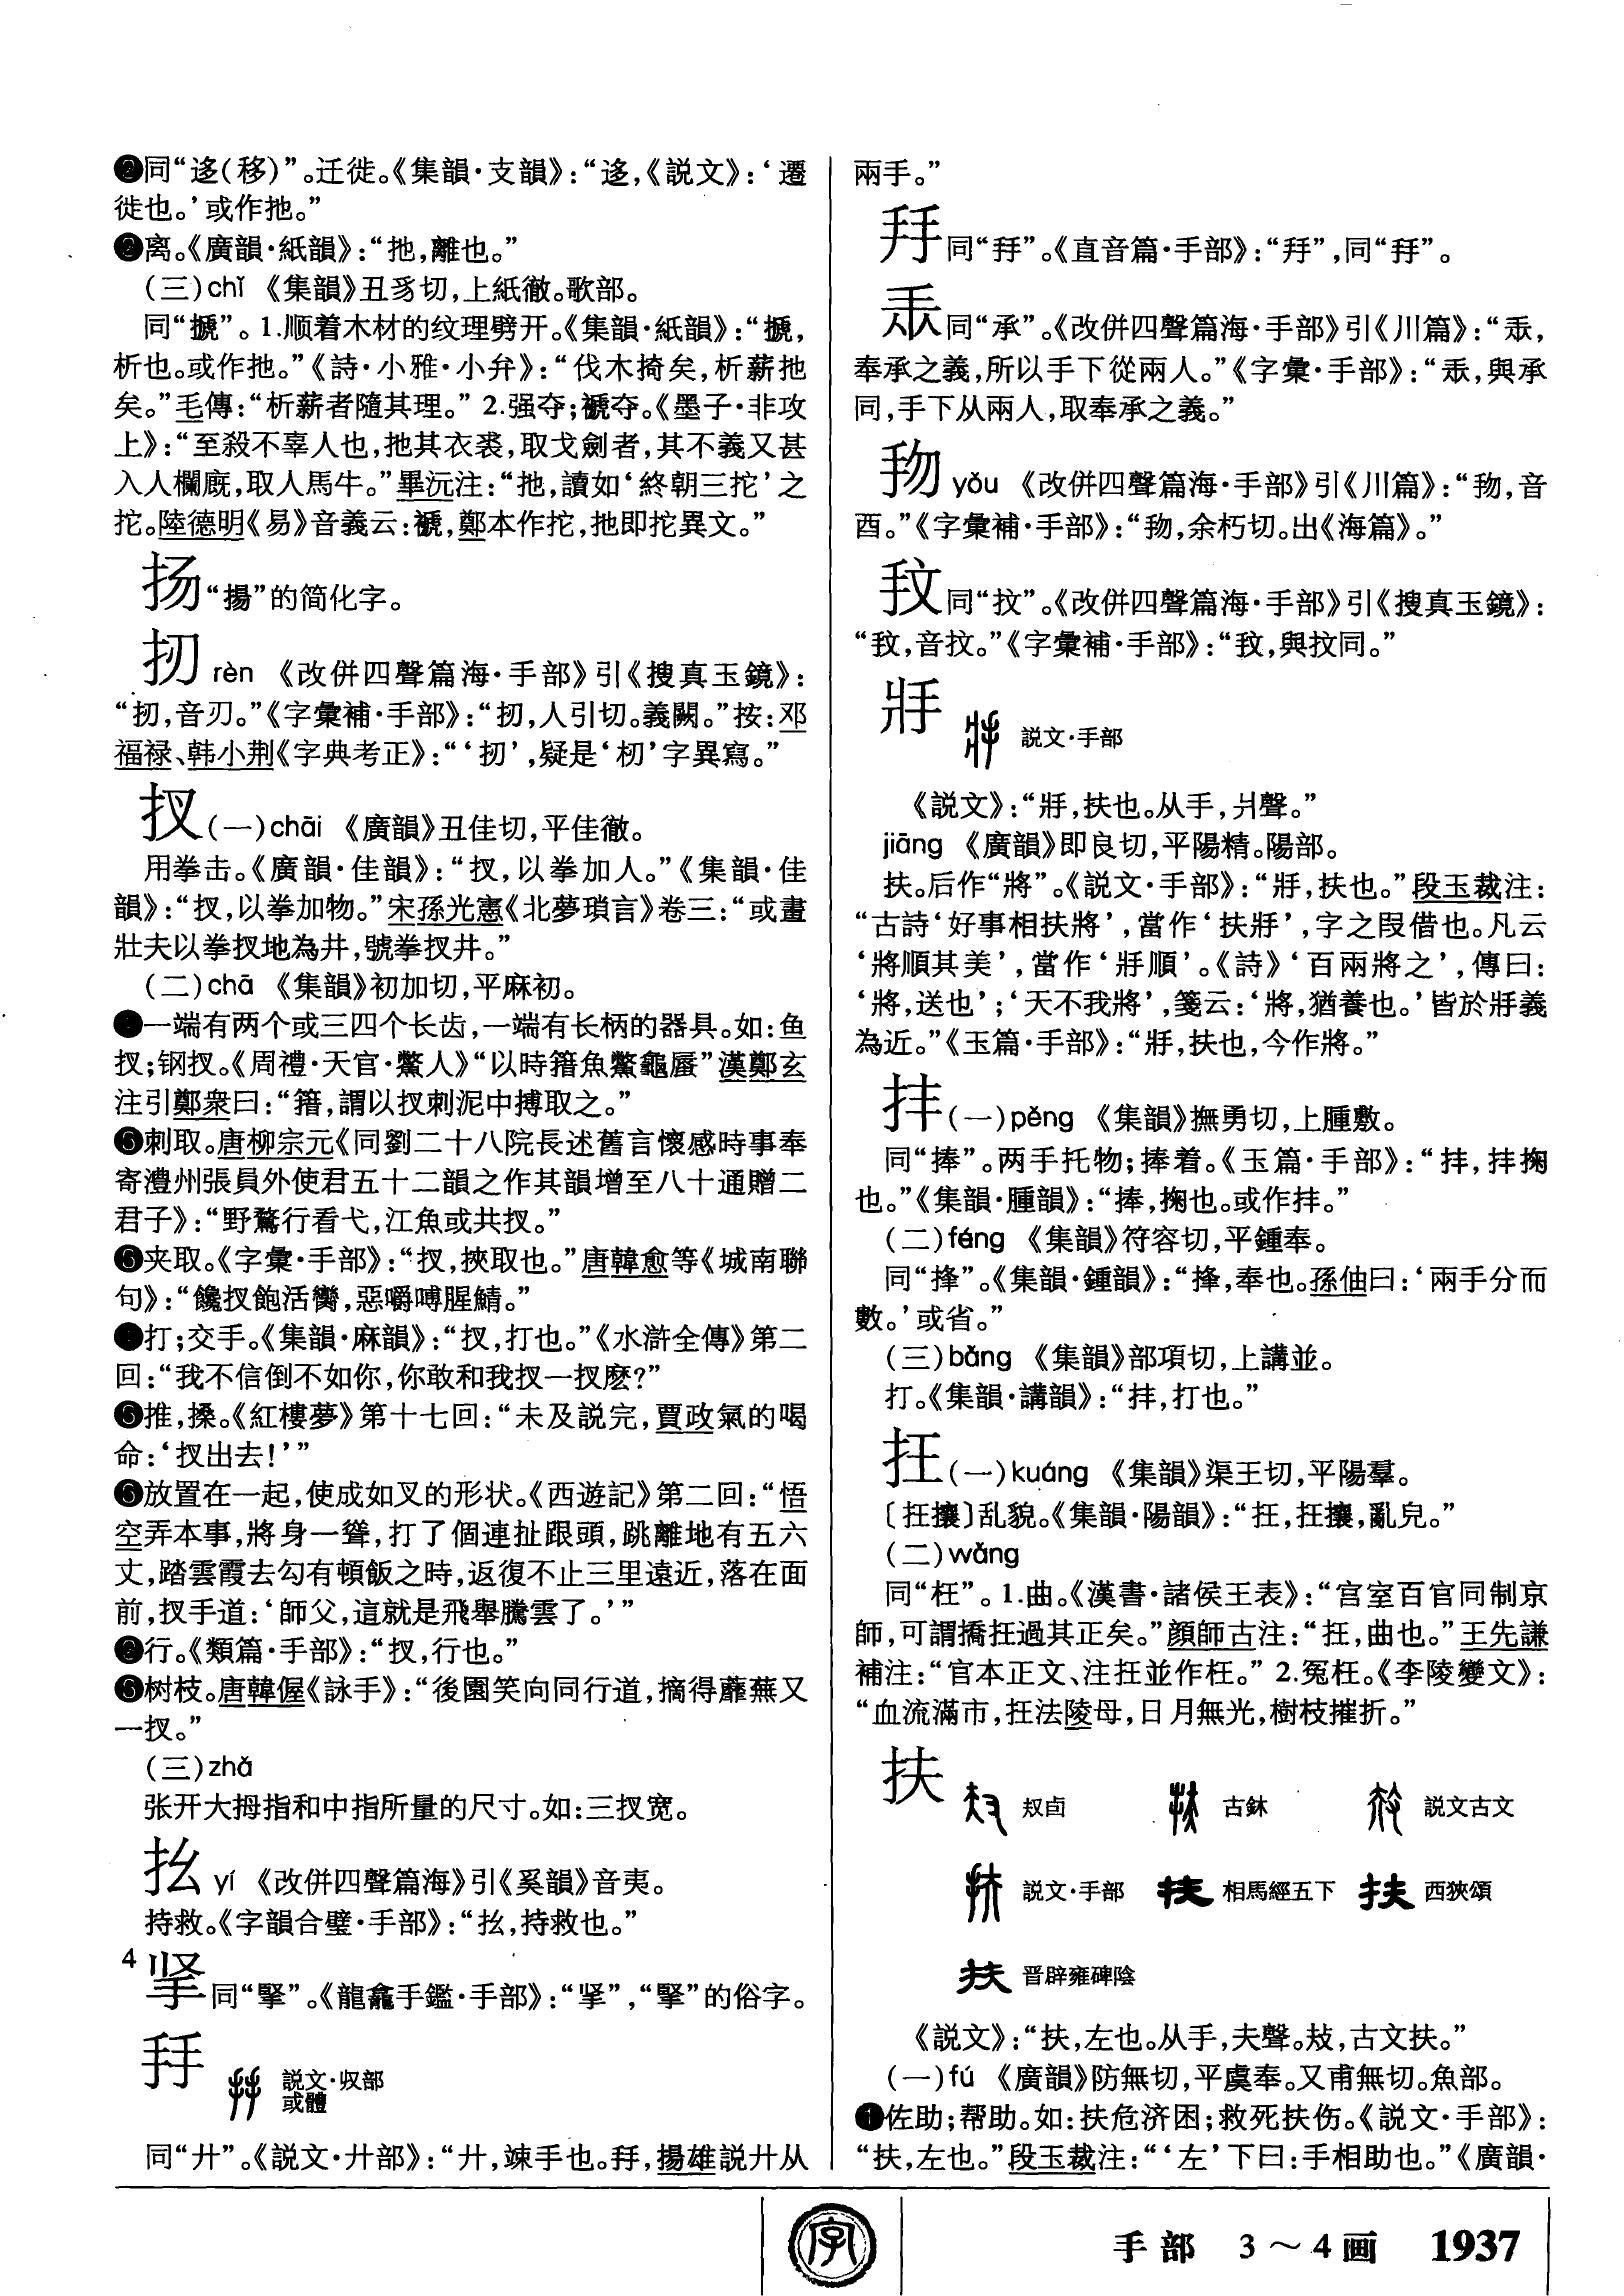 ❷同“迻(移)”。迁徙。《集韻·支韻》：“迻，《説文》：‘遷
徙也。’或作扡。”
❷离。《廣韻·紙韻》：“扡，離也。”
(三)chǐ 《集韻》丑豸切，上紙徹。歌部。
同“搋”。1.顺着木材的纹理劈开。《集韻·紙韻》：“搋，
析也。或作扡。”《詩·小雅·小弁》：“伐木掎矣，析薪扡
矣。”毛傳：“析薪者隨其理。” 2.强夺；褫夺。《墨子·非攻
上》：“至殺不辜人也，扡其衣裘，取戈劍者，其不義又甚
入人欄廐，取人馬牛。”畢沅注：“扡，讀如‘終朝三拕’之
拕。陸德明《易》音義云：褫，鄭本作拕，扡即拕異文。”
扬“揚”的简化字。
扨 rèn 《改併四聲篇海·手部》引《搜真玉鏡》：
“扨，音刃。”《字彙補·手部》：“扨，人引切。義闕。”按：邓
福禄、韩小荆《字典考正》：“‘扨’，疑是‘杒’字異寫。”
扠(一)chāi 《廣韻》丑佳切，平佳徹。
用拳击。《廣韻·佳韻》：“扠，以拳加人。”《集韻·佳
韻》：“扠，以拳加物。”宋孫光憲《北夢瑣言》卷三：“或畫
壯夫以拳扠地為井，號拳扠井。”
(二)chā 《集韻》初加切，平麻初。
一端有两个或三四个长齿，一端有长柄的器具。如：鱼
扠；钢扠。《周禮·天官·鱉人》“以時籍魚鱉龜蜃”漢鄭玄
注引鄭衆曰：“籍，謂以扠刺泥中搏取之。”
刺取。唐柳宗元《同劉二十八院長述舊言懷感時事奉
寄澧州張員外使君五十二韻之作其韻增至八十通贈二
君子》：“野鶩行看弋，江魚或共扠。”
夹取。《字彙·手部》：“扠，挾取也。”唐韓愈等《城南聯
句》：“饞扠飽活臠，惡嚼嚩腥鯖。”
打；交手。《集韻·麻韻》：“扠，打也。”《水滸全傳》第二
回：“我不信倒不如你，你敢和我扠一扠麽？”
❺推，搡。《紅樓夢》第十七回：“未及説完，賈政氣的喝
命：‘扠出去！’”
❻放置在一起，使成如叉的形状。《西遊記》第二回：“悟
空弄本事，將身一聳，打了個連扯跟頭，跳離地有五六
丈，踏雲霞去勾有頓飯之時，返復不止三里遠近，落在面
前，扠手道：‘師父，這就是飛舉騰雲了。’”
行。《類篇·手部》：“扠，行也。”
树枝。唐韓偓《詠手》：“後園笑向同行道，摘得蘼蕪又
一扠。”
(三)zhǎ
张开大拇指和中指所量的尺寸。如：三扠宽。
㧅 yí 《改併四聲篇海》引《奚韻》音夷。
持救。《字韻合璧·手部》：“㧅，持救也。”
4
掔同“掔”。《龍龕手鑑·手部》：“”，“掔”的俗字。
𢪒 説文·収部
或體
同“廾”。《説文·廾部》：“廾，竦手也。𢪒，揚雄説廾从
兩手。”
同“𢪒”。《直音篇·手部》：“”，同“𢪒”。
同“承”。《改併四聲篇海·手部》引《川篇》：“，
奉承之義，所以手下從兩人。”《字彙·手部》：“，與承
同，手下从兩人，取奉承之義。”
yǒu 《改併四聲篇海·手部》引《川篇》：“，音
酉。”《字彙補·手部》：“，余朽切。出《海篇》。”
同“抆”。《改併四聲篇海·手部》引《搜真玉鏡》：
“，音抆。”《字彙補·手部》：“，與抆同。”
𤕭 説文·手部
《説文》：“𤕭，扶也。从手，爿聲。”
jiāng 《廣韻》即良切，平陽精。陽部。
扶。后作“將”。《説文·手部》：“𤕭，扶也。”段玉裁注：
“古詩‘好事相扶將’，當作‘扶𤕭’，字之叚借也。凡云
‘將順其美’，當作‘𤕭順’。《詩》‘百兩將之’，傳曰：
‘將，送也’；‘天不我將’，箋云：‘將，猶養也。’皆於𤕭義
為近。”《玉篇·手部》：“𤕭，扶也，今作將。”
拝(一)pěng 《集韻》撫勇切，上腫敷。
同“捧”。两手托物；捧着。《玉篇·手部》：“㧍，㧍掬
也。”《集韻·腫韻》：“捧，掬也。或作㧍。”
(二)féng 《集韻》符容切，平鍾奉。
同“捀”。《集韻·鍾韻》：“捀，奉也。孫伷曰：‘兩手分而
數。’或省。”
(三)bǎng 《集韻》部項切，上講並。
打。《集韻·講韻》：“㧍，打也。”
抂(一)kuáng 《集韻》渠王切，平陽羣。
〔抂攘〕乱貌。《集韻·陽韻》：“抂，抂攘，亂皃。”
(二)wǎng
同“枉”。1.曲。《漢書·諸侯王表》：“宫室百官同制京
師，可謂撟抂過其正矣。”顔師古注：“抂，曲也。”王先謙
補注：“官本正文、注抂並作枉。” 2.冤枉。《李陵變文》：
“血流滿市，抂法陵母，日月無光，樹枝摧折。”
扶 㕞卣 古鉢 説文古文
説文·手部 相馬經五下 西狹頌
晋辟雍碑陰
《説文》：“扶，左也。从手，夫聲。㚘，古文扶。”
(一)fú 《廣韻》防無切，平虞奉。又甫無切。魚部。
❶佐助；帮助。如：扶危济困；救死扶伤。《説文·手部》：
“扶，左也。”段玉裁注：“‘左’下曰：手相助也。”《廣韻·
字
手部 3～4画 1937